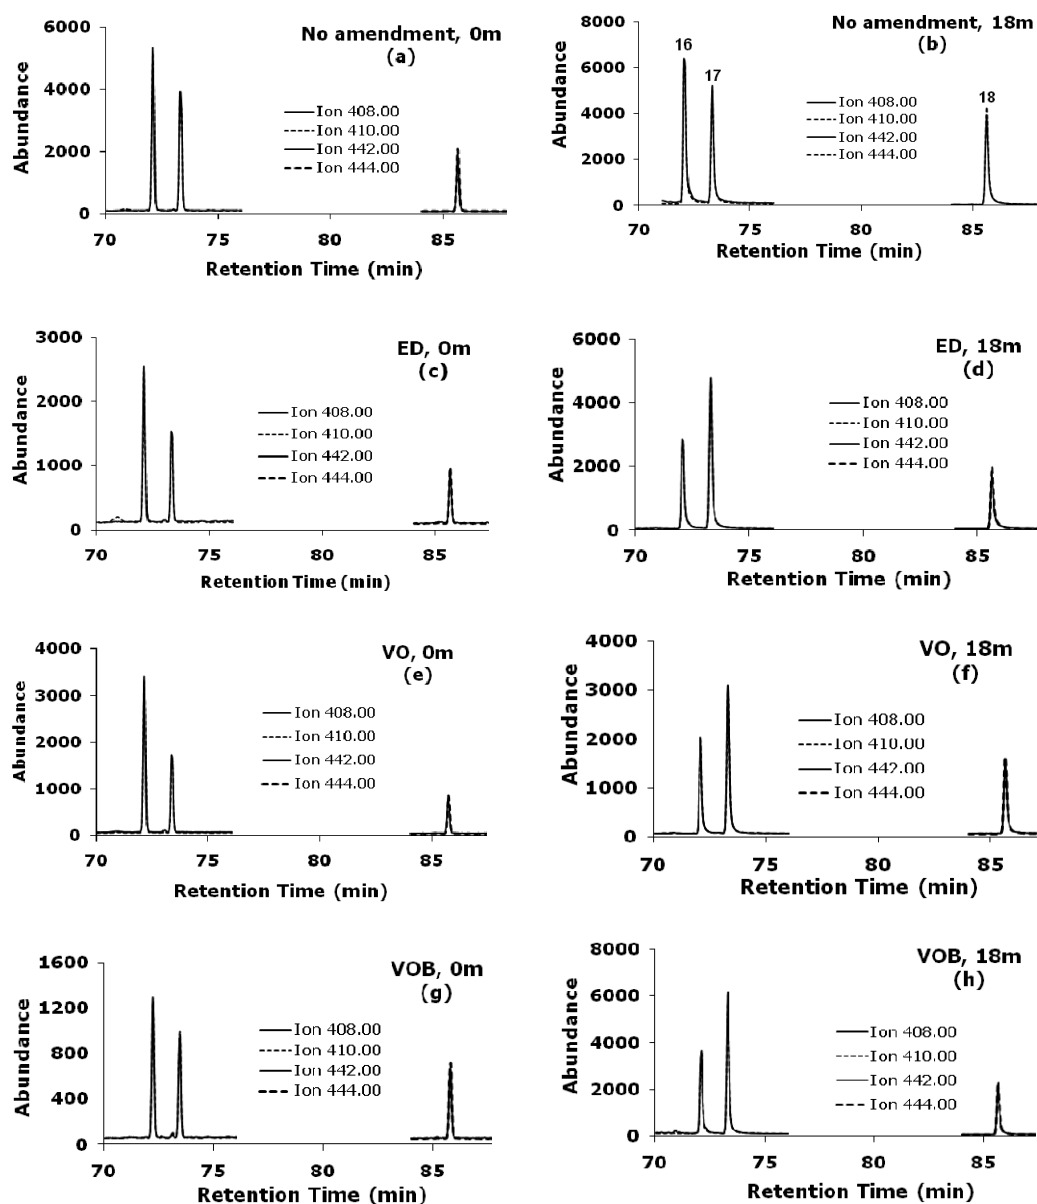 No amendment, 0m
(a)
6000
4000
2000
0
Abundance
Ion 408.00
Ion 410.00
Ion 442.00
Ion 444.00
70 75 80 85
Retention Time (min)
No amendment, 18m
(b)
8000
6000
4000
2000
0
Abundance
16
17
18
Ion 408.00
Ion 410.00
Ion 442.00
Ion 444.00
70 75 80 85
Retention Time (min)
ED, 0m
(c)
3000
2000
1000
0
Abundance
Ion 408.00
Ion 410.00
Ion 442.00
Ion 444.00
70 75 80 85
Retention Time (min)
ED, 18m
(d)
6000
4000
2000
0
Abundance
Ion 408.00
Ion 410.00
Ion 442.00
Ion 444.00
70 75 80 85
Retention Time (min)
VO, 0m
(e)
4000
3000
2000
1000
0
Abundance
Ion 408.00
Ion 410.00
Ion 442.00
Ion 444.00
70 75 80 85
Retention Time (min)
VO, 18m
(f)
4000
3000
2000
1000
0
Abundance
Ion 408.00
Ion 410.00
Ion 442.00
Ion 444.00
70 75 80 85
Retention Time (min)
VOB, 0m
(g)
1600
1200
800
400
0
Abundance
Ion 408.00
Ion 410.00
Ion 442.00
Ion 444.00
70 75 80 85
Retention Time (min)
VOB, 18m
(h)
8000
6000
4000
2000
0
Abundance
Ion 408.00
Ion 410.00
Ion 442.00
Ion 444.00
70 75 80 85
Retention Time (min)